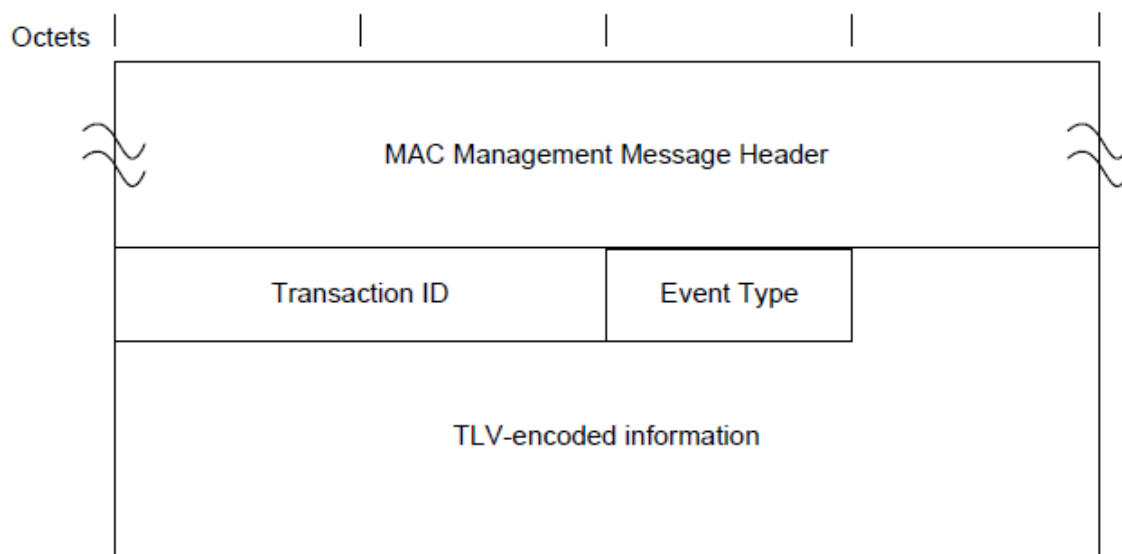 Octets
MAC Management Message Header
Transaction ID
Event Type
TLV-encoded information